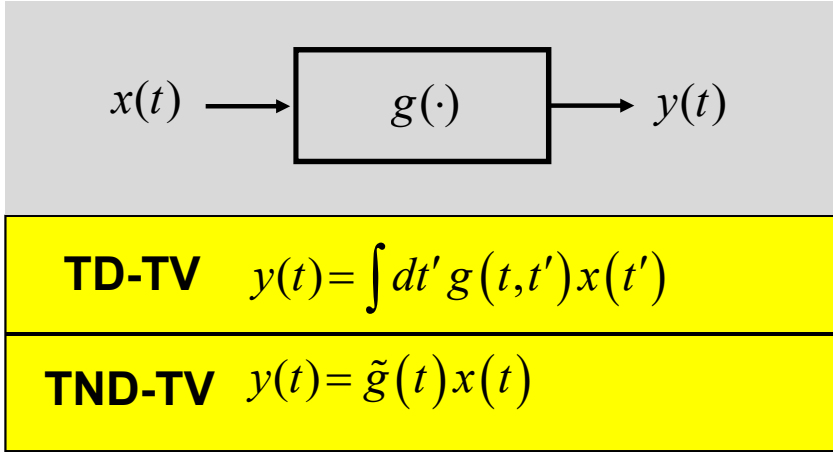 x(t) g(·) y(t)
TD-TV y(t)=∫dt′g(t,t′)x(t′)
TND-TV y(t)=g̃(t)x(t)